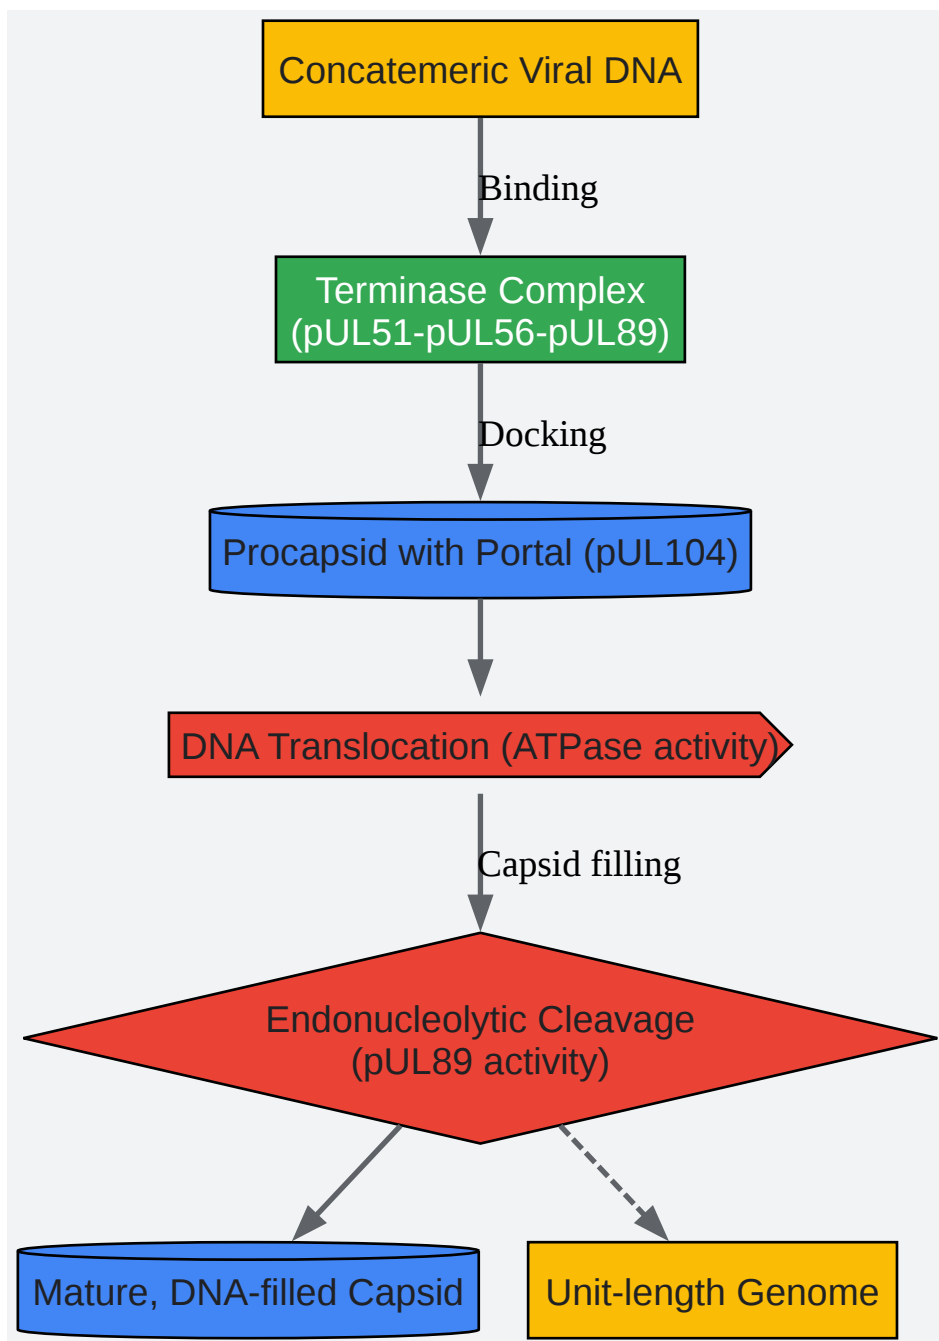 Concatemeric Viral DNA
Binding
Terminase Complex
(pUL51-pUL56-pUL89)
Docking
Procapsid with Portal (pUL104)
DNA Translocation (ATPase activity)
Capsid filling
Endonucleolytic Cleavage
(pUL89 activity)
Mature, DNA-filled Capsid
Unit-length Genome